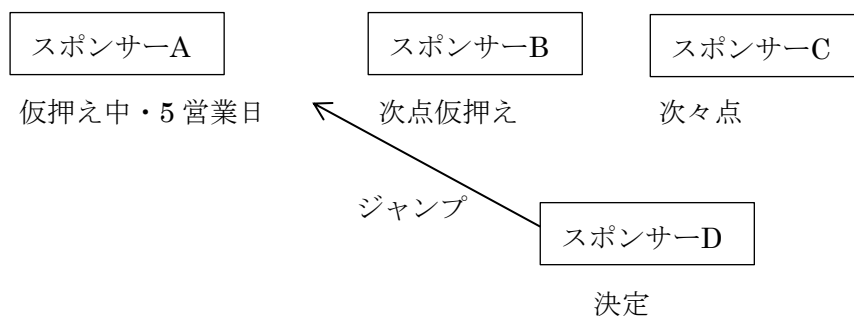 スポンサーA
スポンサーB
スポンサーC
仮押え中・5 営業日
次点仮押え
次々点
ジャンプ
スポンサーD
決定